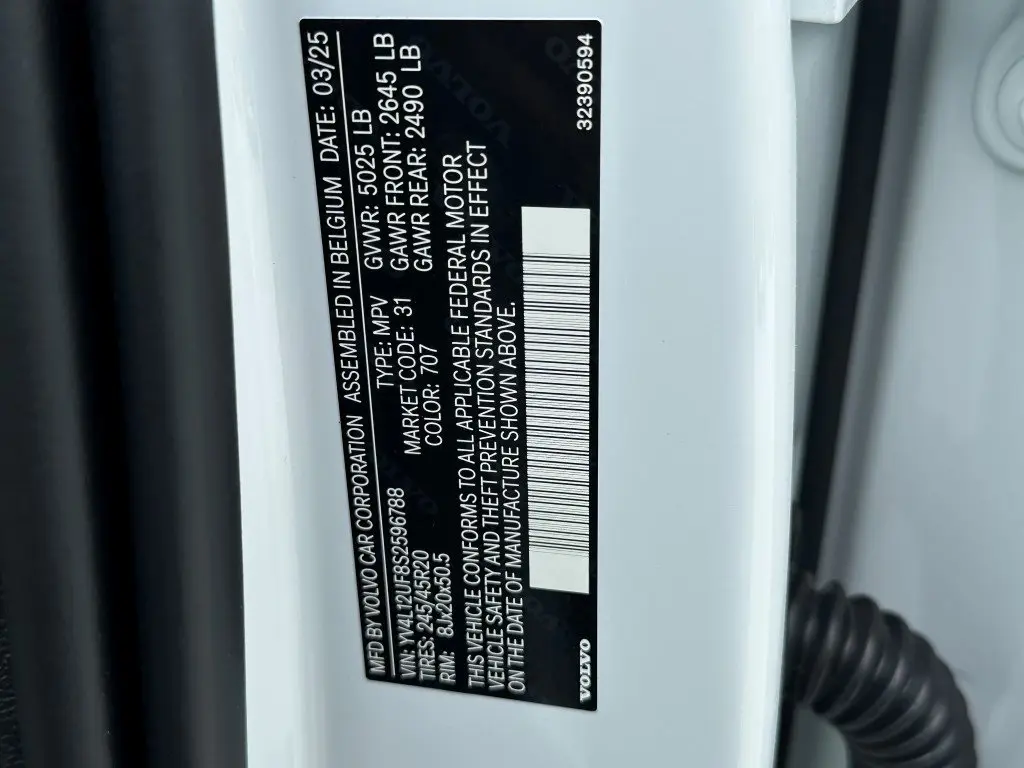 MFD BY VOLVO CAR CORPORATION ASSEMBLED IN BELGIUM DATE: 03/25
VIN: YV4L12UF8S2596788 TYPE: MPV GVWR: 5025 LB
TIRES: 245/45R20 MARKET CODE: 31 GAWR FRONT: 2645 LB
RIM: 8Jx20x50.5 COLOR: 707 GAWR REAR: 2490 LB
THIS VEHICLE CONFORMS TO ALL APPLICABLE FEDERAL MOTOR
VEHICLE SAFETY AND THEFT PREVENTION STANDARDS IN EFFECT
ON THE DATE OF MANUFACTURE SHOWN ABOVE.
VOLVO 32390594